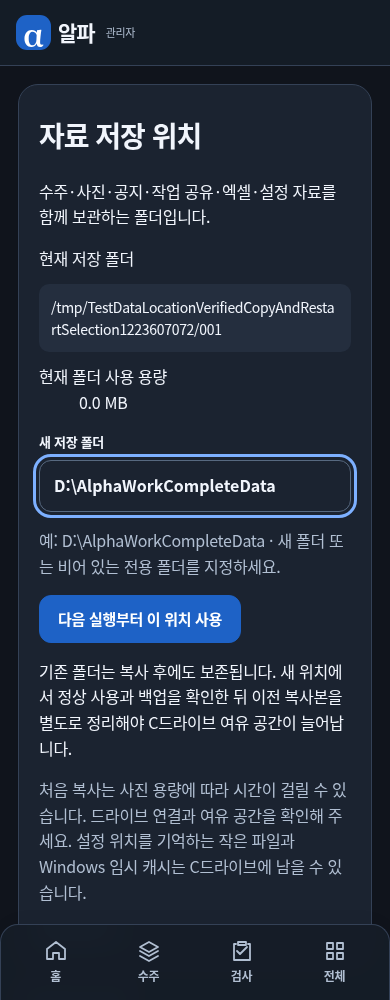 α 알파 관리자
자료 저장 위치
수주·사진·공지·작업 공유·엑셀·설정 자료를
함께 보관하는 폴더입니다.
현재 저장 폴더
/tmp/TestDataLocationVerifiedCopyAndResta
rtSelection1223607072/001
현재 폴더 사용 용량
0.0 MB
새 저장 폴더
D:\AlphaWorkCompleteData
예: D:\AlphaWorkCompleteData · 새 폴더 또
는 비어 있는 전용 폴더를 지정하세요.
다음 실행부터 이 위치 사용
기존 폴더는 복사 후에도 보존됩니다. 새 위치에
서 정상 사용과 백업을 확인한 뒤 이전 복사본을
별도로 정리해야 C드라이브 여유 공간이 늘어납
니다.
처음 복사는 사진 용량에 따라 시간이 걸릴 수 있
습니다. 드라이브 연결과 여유 공간을 확인해 주
세요. 설정 위치를 기억하는 작은 파일과
Windows 임시 캐시는 C드라이브에 남을 수 있
습니다.
홈 수주 검사 전체